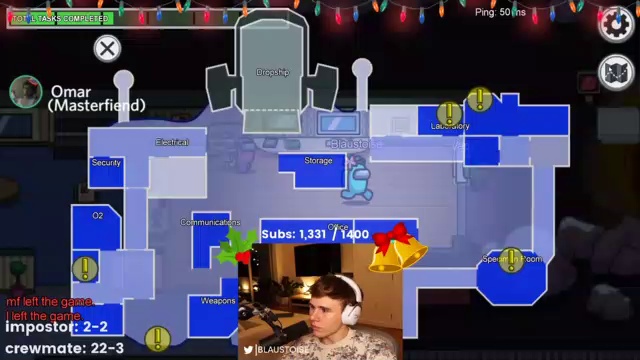 TOTAL TASKS COMPLETED
Ping: 50 ms
Omar
(Masterfiend)
Dropship
Laboratory
Electrical
Blaustoise
Security
Storage
O2
Communications
Office
Subs: 1,331 / 1400
Specimen Room
Weapons
mf left the game.
l left the game.
impostor: 2-2
crewmate: 22-3